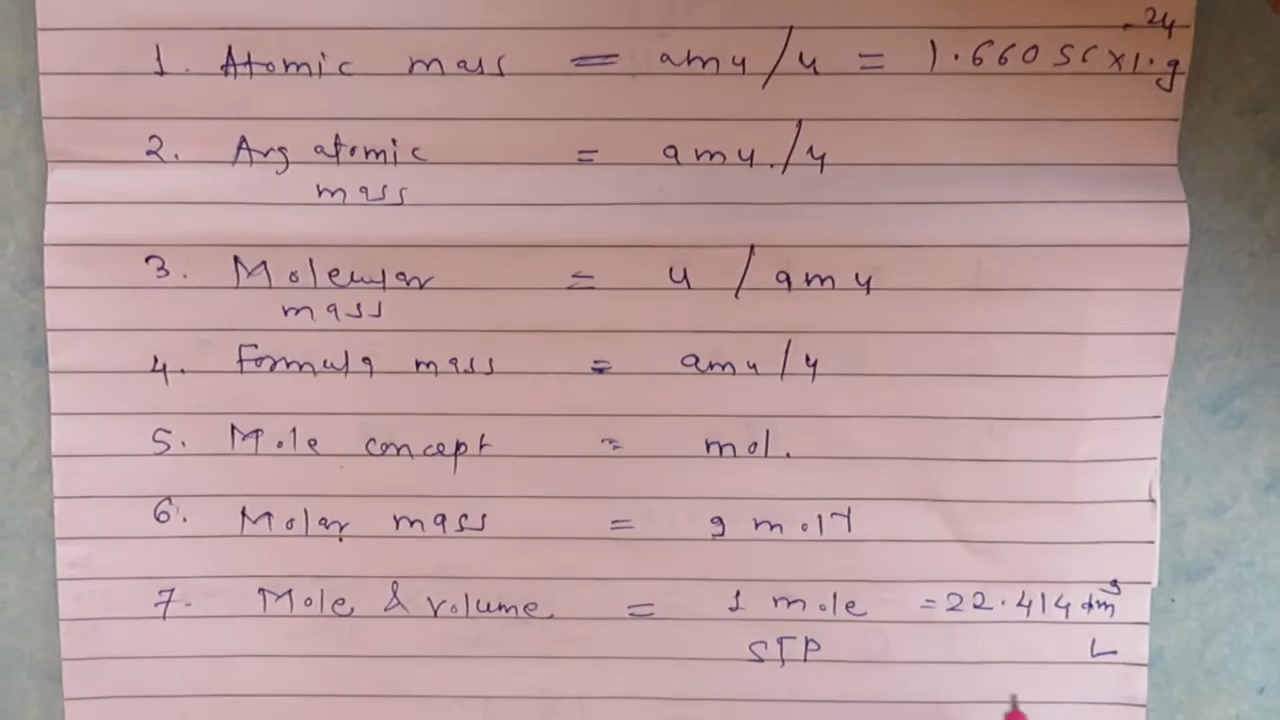 1. Atomic mass = amu/u = 1.66056 x 10⁻²⁴ g
2. Avg atomic = amu./u
mass
3. Molecular = u / amu
mass
4. Formula mass = amu/u
5. Mole concept = mol.
6. Molar mass = g mol⁻¹
7. Mole & volume = 1 mole = 22.414 dm³
STP L